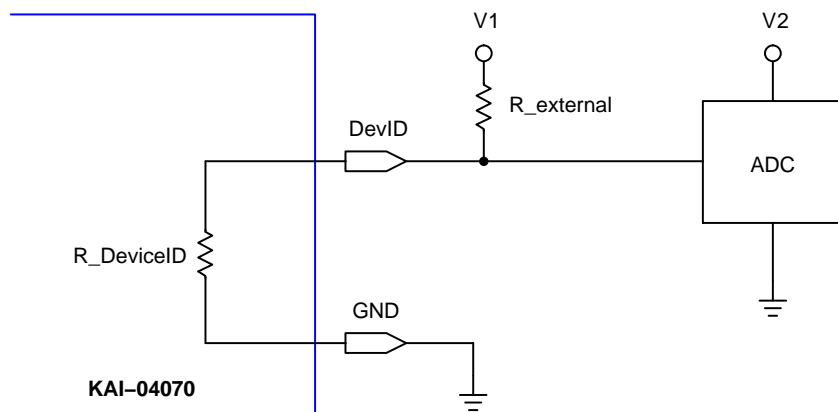 V1
V2
R_external
DevID
ADC
R_DeviceID
GND
KAI–04070